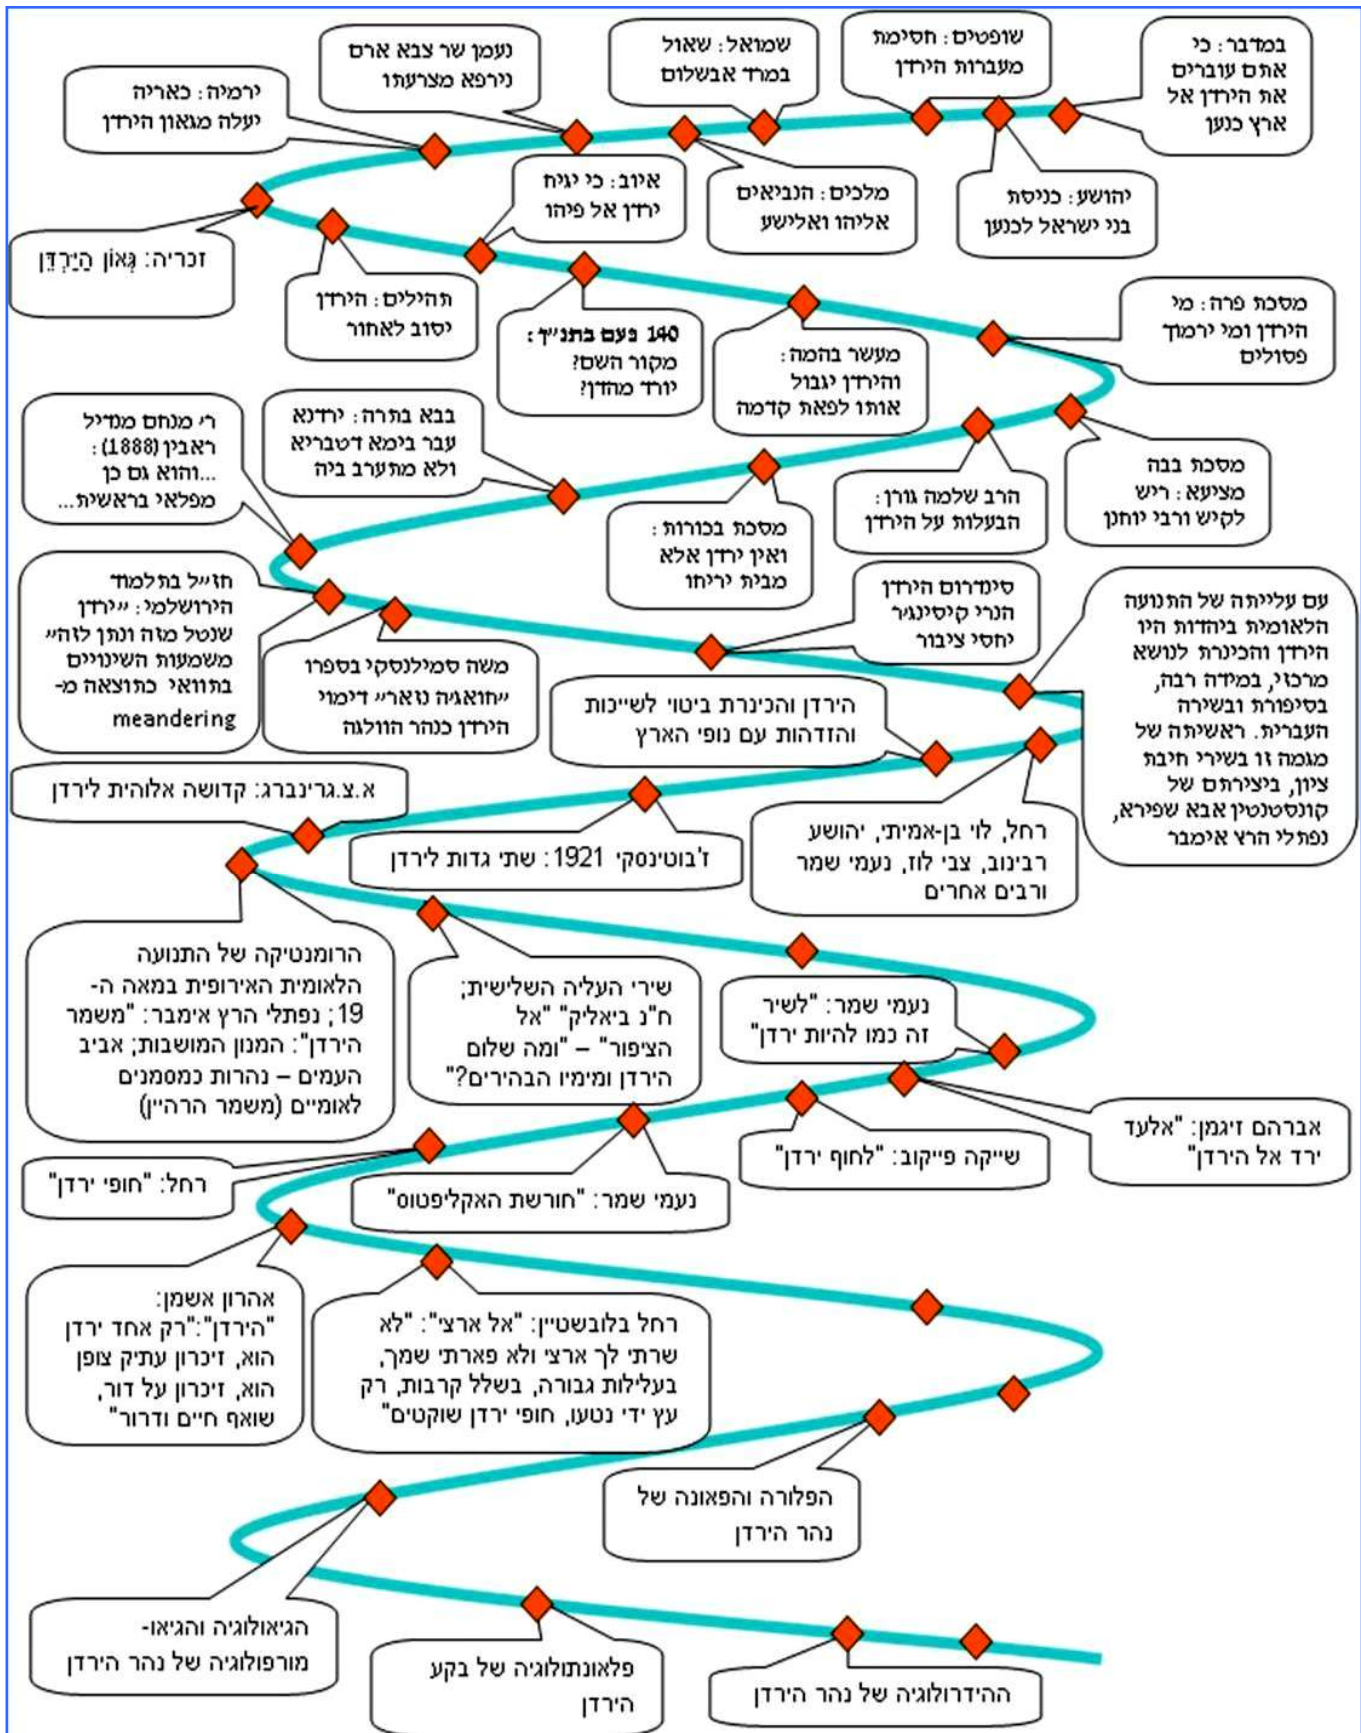 במדבר: כי
אתם עוברים
את הירדן אל
ארץ כנען
שופטים: חסימת
מעברות הירדן
שמואל: שאול
במרד אבשלום
נעמן שר צבא ארם
נירפא מצרעתו
ירמיה: כאריה
יעלה מגאון הירדן
יהושע: כניסת
בני ישראל לכנען
מלכים: הנביאים
אליהו ואלישע
איוב: כי יגיח
ירדן אל פיהו
זכריה: גְּאוֹן הַיַּרְדֵּן
תהילים: הירדן
יסוב לאחור
140 פעם בתנ״ך:
מקור השם?
יורד מהדן?
מעשר בהמה:
והירדן יגבול
אותו לפאת קדמה
מסכת פרה: מי
הירדן ומי ירמוך
פסולים
מסכת בבה
מציעא: ריש
לקיש ורבי יוחנן
הרב שלמה גורן:
הבעלות על הירדן
מסכת בכורות:
ואין ירדן אלא
מבית יריחו
בבא בתרה: ירדנא
עבר בימא דטבריא
ולא מתערב ביה
ר׳ מנחם מנדיל
ראבין (1888):
...והוא גם כן
מפלאי בראשית...
חז״ל בתלמוד
הירושלמי: ״ירדן
שנטל מזה ונתן לזה״
משמעות השינויים
בתוואי כתוצאה מ-
meandering
משה סמילנסקי בספרו
״חואג׳ה נזאר״ דימוי
הירדן כנהר הוולגה
סינדרום הירדן
הנרי קיסינג׳ר
יחסי ציבור
עם עלייתה של התנועה
הלאומית ביהדות היו
הירדן והכינרת לנושא
מרכזי, במידה רבה,
בסיפורת ובשירה
העברית. ראשיתה של
מגמה זו בשירי חיבת
ציון, ביצירתם של
קונסטנטין אבא שפירא,
נפתלי הרץ אימבר
הירדן והכינרת ביטוי לשייכות
והזדהות עם נופי הארץ
רחל, לוי בן-אמיתי, יהושע
רבינוב, צבי לוז, נעמי שמר
ורבים אחרים
ז'בוטינסקי 1921: שתי גדות לירדן
א.צ.גרינברג: קדושה אלוהית לירדן
הרומנטיקה של התנועה
הלאומית האירופית במאה ה-
19; נפתלי הרץ אימבר: "משמר
הירדן": המנון המושבות; אביב
העמים – נהרות כמסמנים
לאומיים (משמר הרהיין)
שירי העליה השלישית;
ח"נ ביאליק" "אל
הציפור" – "ומה שלום
הירדן ומימיו הבהירים?"
נעמי שמר: "לשיר
זה כמו להיות ירדן"
אברהם זיגמן: "אלעד
ירד אל הירדן"
שייקה פייקוב: "לחוף ירדן"
נעמי שמר: "חורשת האקליפטוס"
רחל: "חופי ירדן"
אהרון אשמן:
"הירדן":"רק אחד ירדן
הוא, זיכרון עתיק צופן
הוא, זיכרון על דור,
שואף חיים ודרור"
רחל בלובשטיין: "אל ארצי": "לא
שרתי לך ארצי ולא פארתי שמך,
בעלילות גבורה, בשלל קרבות, רק
עץ ידי נטעו, חופי ירדן שוקטים"
הפלורה והפאונה של
נהר הירדן
הגיאולוגיה והגיאו-
מורפולוגיה של נהר הירדן
פלאונתולוגיה של בקע
הירדן
ההידרולוגיה של נהר הירדן